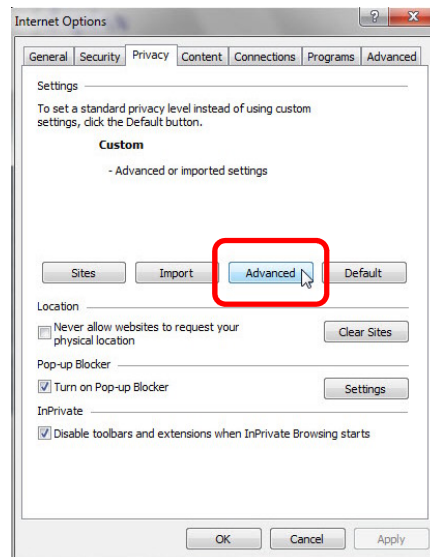 Internet Options
?
X
General Security Privacy Content Connections Programs Advanced
Settings
To set a standard privacy level instead of using custom
settings, click the Default button.
Custom
- Advanced or imported settings
Sites Import Advanced Default
Location
Never allow websites to request your
physical location
Clear Sites
Pop-up Blocker
Turn on Pop-up Blocker
Settings
InPrivate
Disable toolbars and extensions when InPrivate Browsing starts
OK Cancel Apply